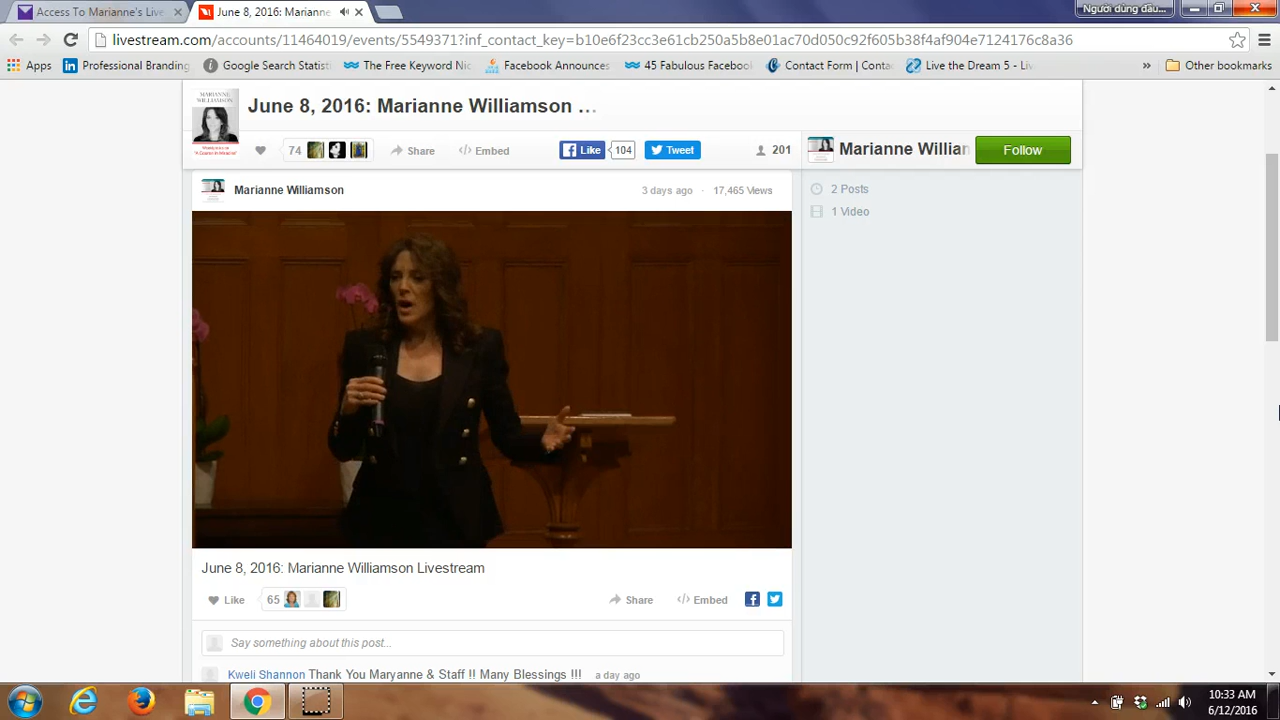 Access To Marianne's Live
June 8, 2016: Marianne
Người dùng đầu...
livestream.com/accounts/11464019/events/5549371?inf_contact_key=b10e6f23cc3e61cb250a5b8e01ac70d050c92f605b38f4af904e7124176c8a36
Apps Professional Branding Google Search Statist The Free Keyword Nic Facebook Announces 45 Fabulous Facebook Contact Form | Conta Live the Dream 5 - Liv » Other bookmarks
MARIANNE
WILLIAMSON
June 8, 2016: Marianne Williamson ...
74 Share Embed Like 104 Tweet 201
Marianne Willian Follow
Marianne Williamson 3 days ago · 17,465 Views
2 Posts
1 Video
June 8, 2016: Marianne Williamson Livestream
Like 65 Share Embed
Say something about this post...
Kweli Shannon Thank You Maryanne & Staff !! Many Blessings !!! a day ago
10:33 AM
6/12/2016